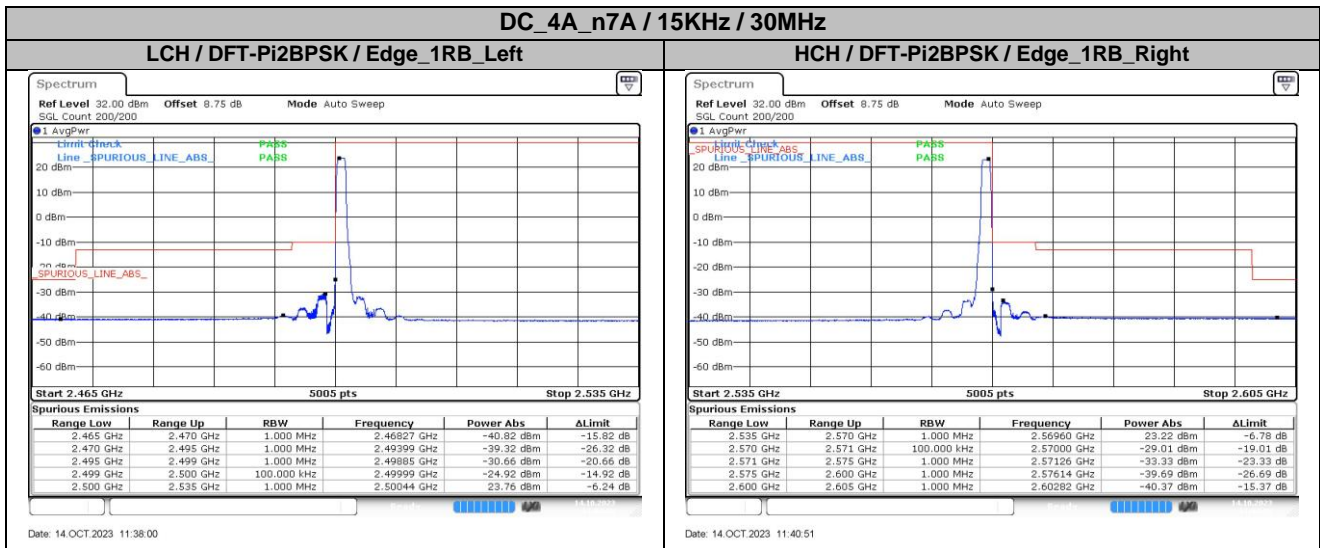 DC_4A_n7A / 15KHz / 30MHz
LCH / DFT-Pi2BPSK / Edge_1RB_Left
HCH / DFT-Pi2BPSK / Edge_1RB_Right
Spectrum
Ref Level 32.00 dBm Offset 8.75 dB Mode Auto Sweep
SGL Count 200/200
1 AvgPwr
Limit Check PASS
Line _SPURIOUS_LINE_ABS_ PASS
20 dBm
10 dBm
0 dBm
-10 dBm
-20 dBm
_SPURIOUS_LINE_ABS_
-30 dBm
-40 dBm
-50 dBm
-60 dBm
Start 2.465 GHz 5005 pts Stop 2.535 GHz
Spurious Emissions
Range Low Range Up RBW Frequency Power Abs ΔLimit
2.465 GHz 2.470 GHz 1.000 MHz 2.46827 GHz -40.82 dBm -15.82 dB
2.470 GHz 2.495 GHz 1.000 MHz 2.49399 GHz -39.32 dBm -26.32 dB
2.495 GHz 2.499 GHz 1.000 MHz 2.49885 GHz -30.66 dBm -20.66 dB
2.499 GHz 2.500 GHz 100.000 kHz 2.49999 GHz -24.92 dBm -14.92 dB
2.500 GHz 2.535 GHz 1.000 MHz 2.50044 GHz 23.76 dBm -6.24 dB
Date: 14.OCT.2023 11:38:00
Spectrum
Ref Level 32.00 dBm Offset 8.75 dB Mode Auto Sweep
SGL Count 200/200
1 AvgPwr
Limit Check PASS
_SPURIOUS_LINE_ABS_
Line _SPURIOUS_LINE_ABS_ PASS
20 dBm
10 dBm
0 dBm
-10 dBm
-20 dBm
-30 dBm
-40 dBm
-50 dBm
-60 dBm
Start 2.535 GHz 5005 pts Stop 2.605 GHz
Spurious Emissions
Range Low Range Up RBW Frequency Power Abs ΔLimit
2.535 GHz 2.570 GHz 1.000 MHz 2.56960 GHz 23.22 dBm -6.78 dB
2.570 GHz 2.571 GHz 100.000 kHz 2.57000 GHz -29.01 dBm -19.01 dB
2.571 GHz 2.575 GHz 1.000 MHz 2.57126 GHz -33.33 dBm -23.33 dB
2.575 GHz 2.600 GHz 1.000 MHz 2.57614 GHz -39.69 dBm -26.69 dB
2.600 GHz 2.605 GHz 1.000 MHz 2.60282 GHz -40.37 dBm -15.37 dB
Date: 14.OCT.2023 11:40:51